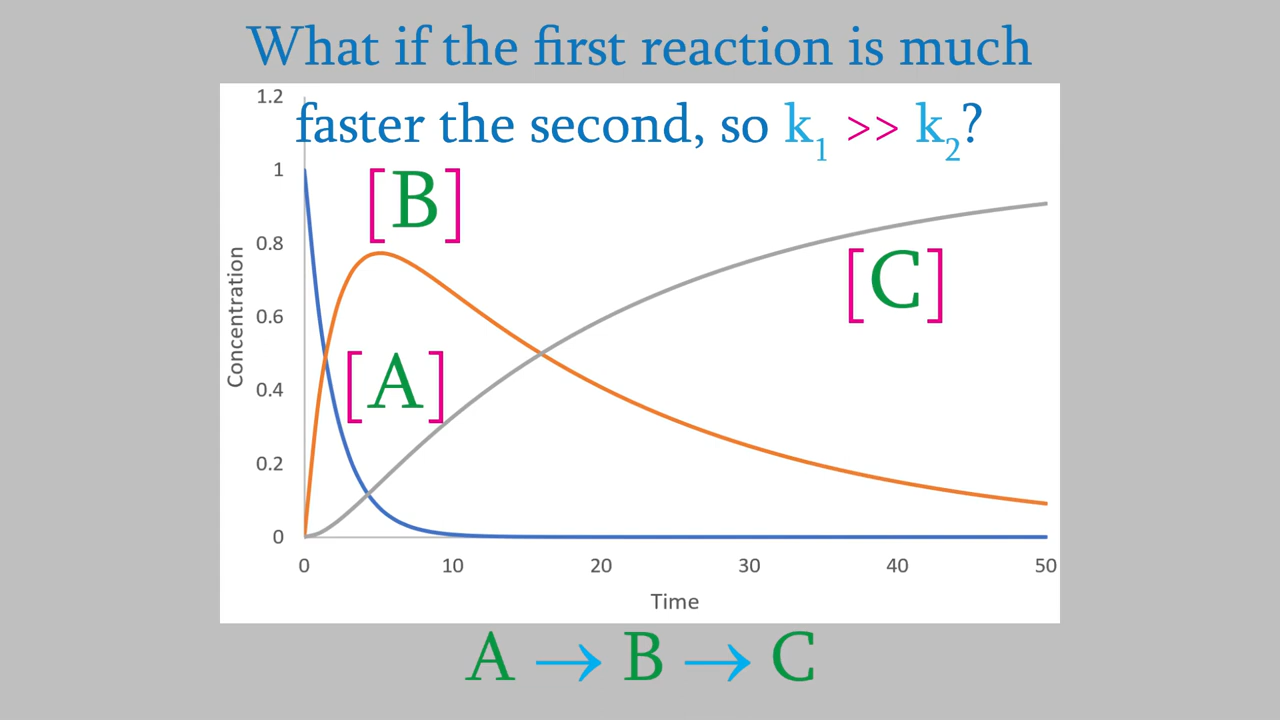 What if the first reaction is much
faster the second, so k₁ >> k₂?
1.2
1
0.8
0.6
0.4
0.2
0
Concentration
[B]
[C]
[A]
0 10 20 30 40 50
Time
A → B → C